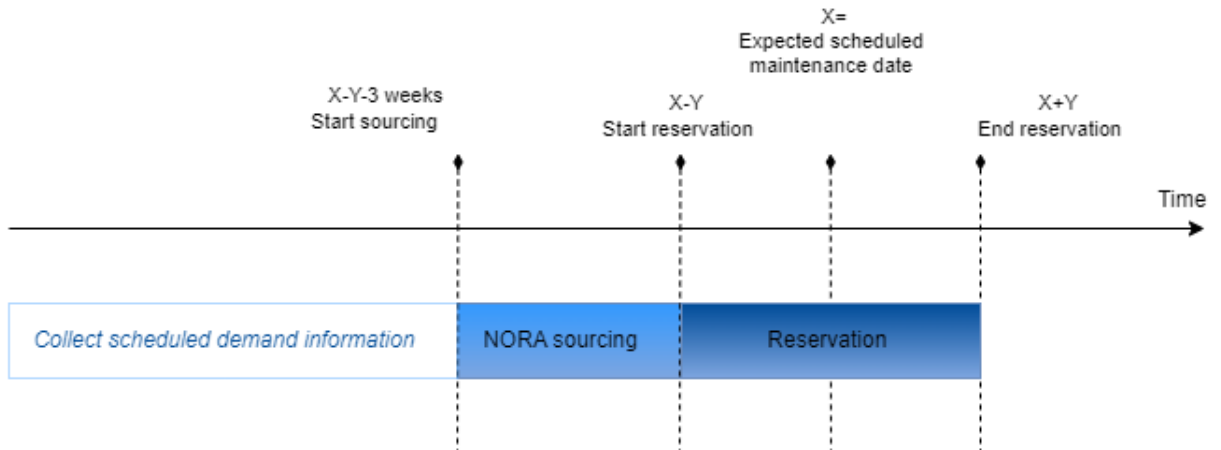 X=
Expected scheduled
maintenance date
X-Y-3 weeks
Start sourcing
X-Y
Start reservation
X+Y
End reservation
Time
Collect scheduled demand information
NORA sourcing
Reservation